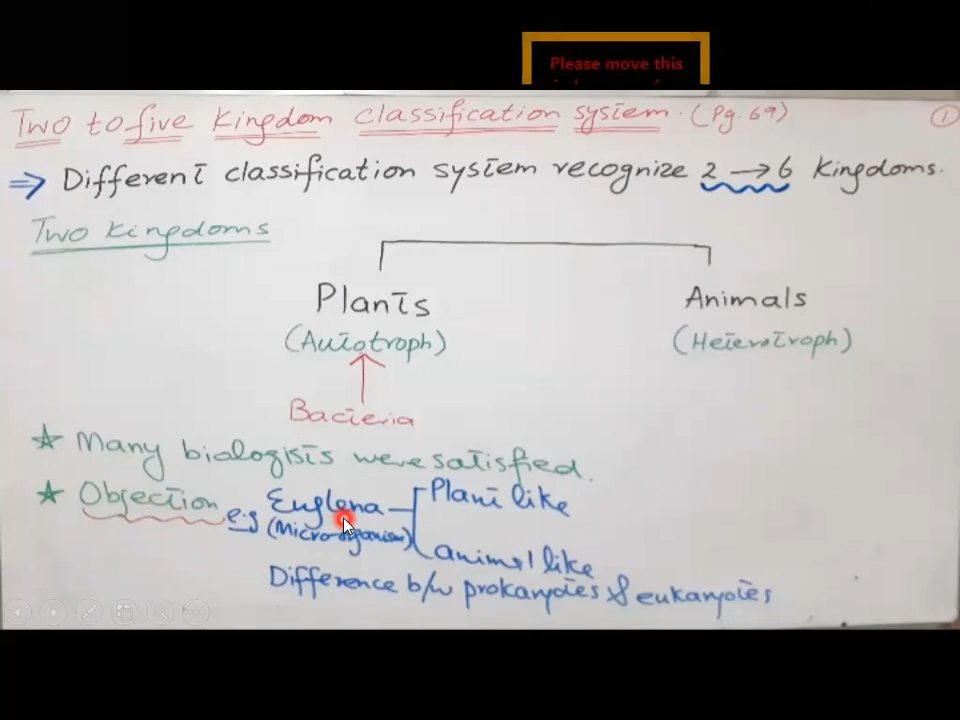 Please move this
Two to five Kingdom classification system. (Pg. 69)
1
⇒ Different classification system recognize 2 → 6 Kingdoms.
Two Kingdoms
Plants Animals
(Autotroph) (Heterotroph)
Bacteria
☆ Many biologists were satisfied.
☆ Objection e.g Euglena Plant like
(Microorganism) animal like
Difference b/w prokaryotes & eukaryotes